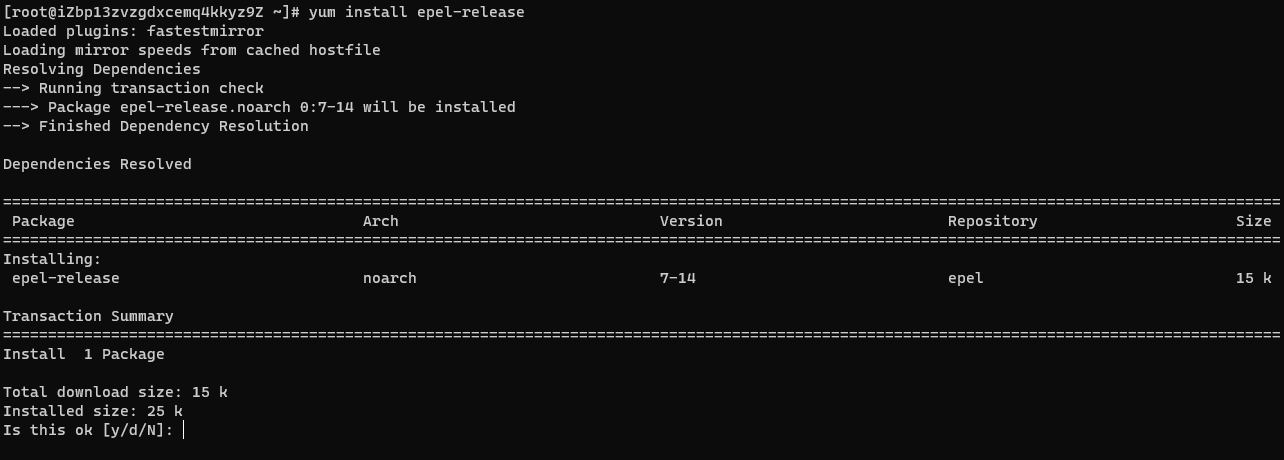 [root@iZbp13zvzgdxcemq4kkyz9Z ~]# yum install epel-release
Loaded plugins: fastestmirror
Loading mirror speeds from cached hostfile
Resolving Dependencies
--> Running transaction check
---> Package epel-release.noarch 0:7-14 will be installed
--> Finished Dependency Resolution
Dependencies Resolved
================================================================================
Package Arch Version Repository Size
================================================================================
Installing:
epel-release noarch 7-14 epel 15 k
Transaction Summary
================================================================================
Install  1 Package
Total download size: 15 k
Installed size: 25 k
Is this ok [y/d/N]: